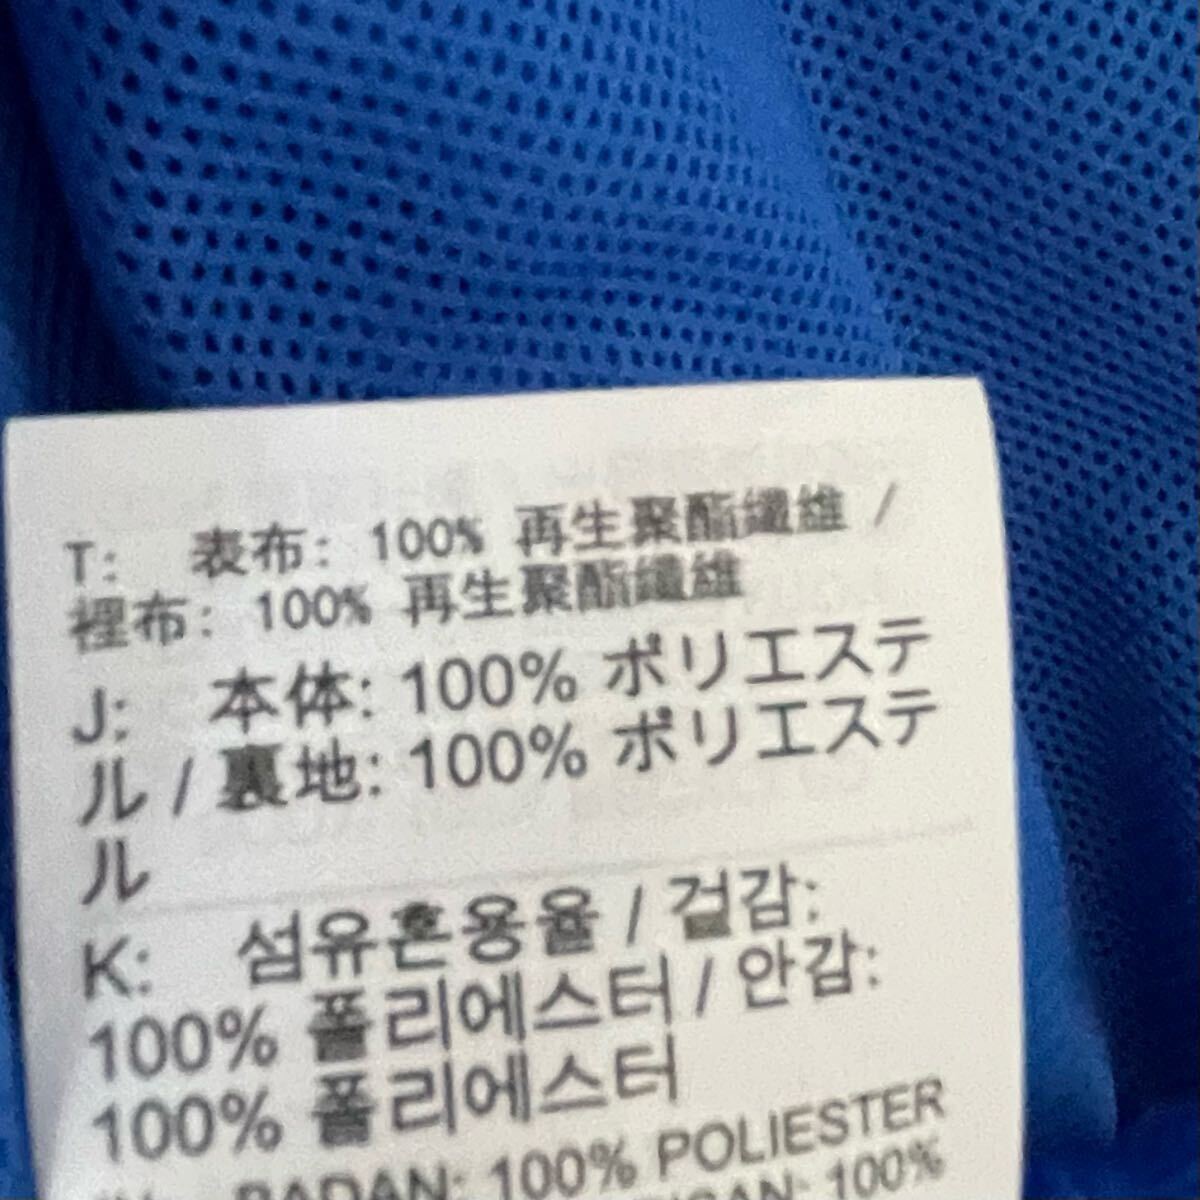 T: 表布: 100% 再生聚酯纖維 /
裡布: 100% 再生聚酯纖維
J: 本体: 100% ポリエステ
ル / 裏地: 100% ポリエステ
ル
K: 섬유혼용율 / 겉감:
100% 폴리에스터 / 안감:
100% 폴리에스터
BADAN: 100% POLIESTER
100%